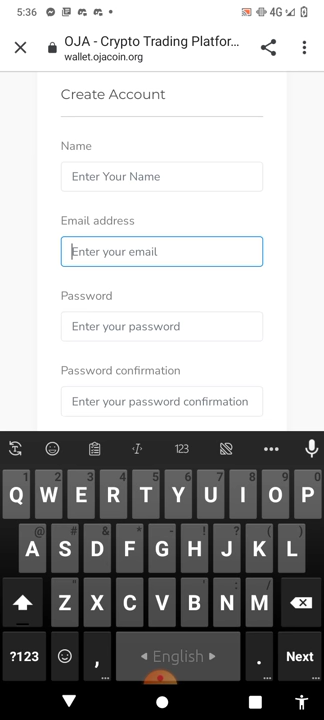 5:36
4G
OJA - Crypto Trading Platfor...
wallet.ojacoin.org
Create Account
Name
Enter Your Name
Email address
Enter your email
Password
Enter your password
Password confirmation
Enter your password confirmation
123
1 2 3 4 5 6 7 8 9 0
Q W E R T Y U I O P
@ # & * - ! ? ( )
A S D F G H J K L
" ' : ; /
Z X C V B N M
?123 , English . Next